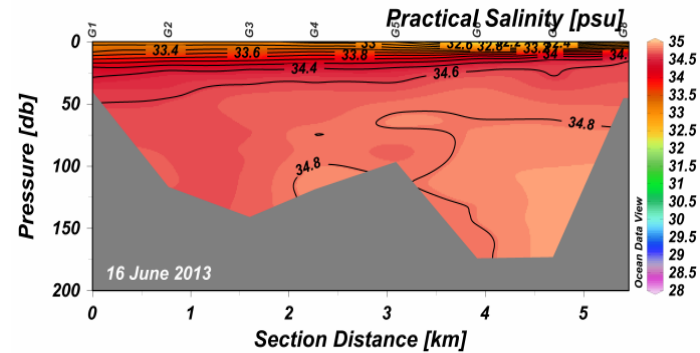 Practical Salinity [psu]
G1 G2 G3 G4 G5 G8
0 50 100 150 200
Pressure [db]
33.4 33.6 33.8 33 32.6
34.4 34.6 34
34.8
34.8
16 June 2013
0 1 2 3 4 5
Section Distance [km]
Ocean Data View
35
34.5
34
33.5
33
32.5
32
31.5
31
30.5
30
29.5
29
28.5
28